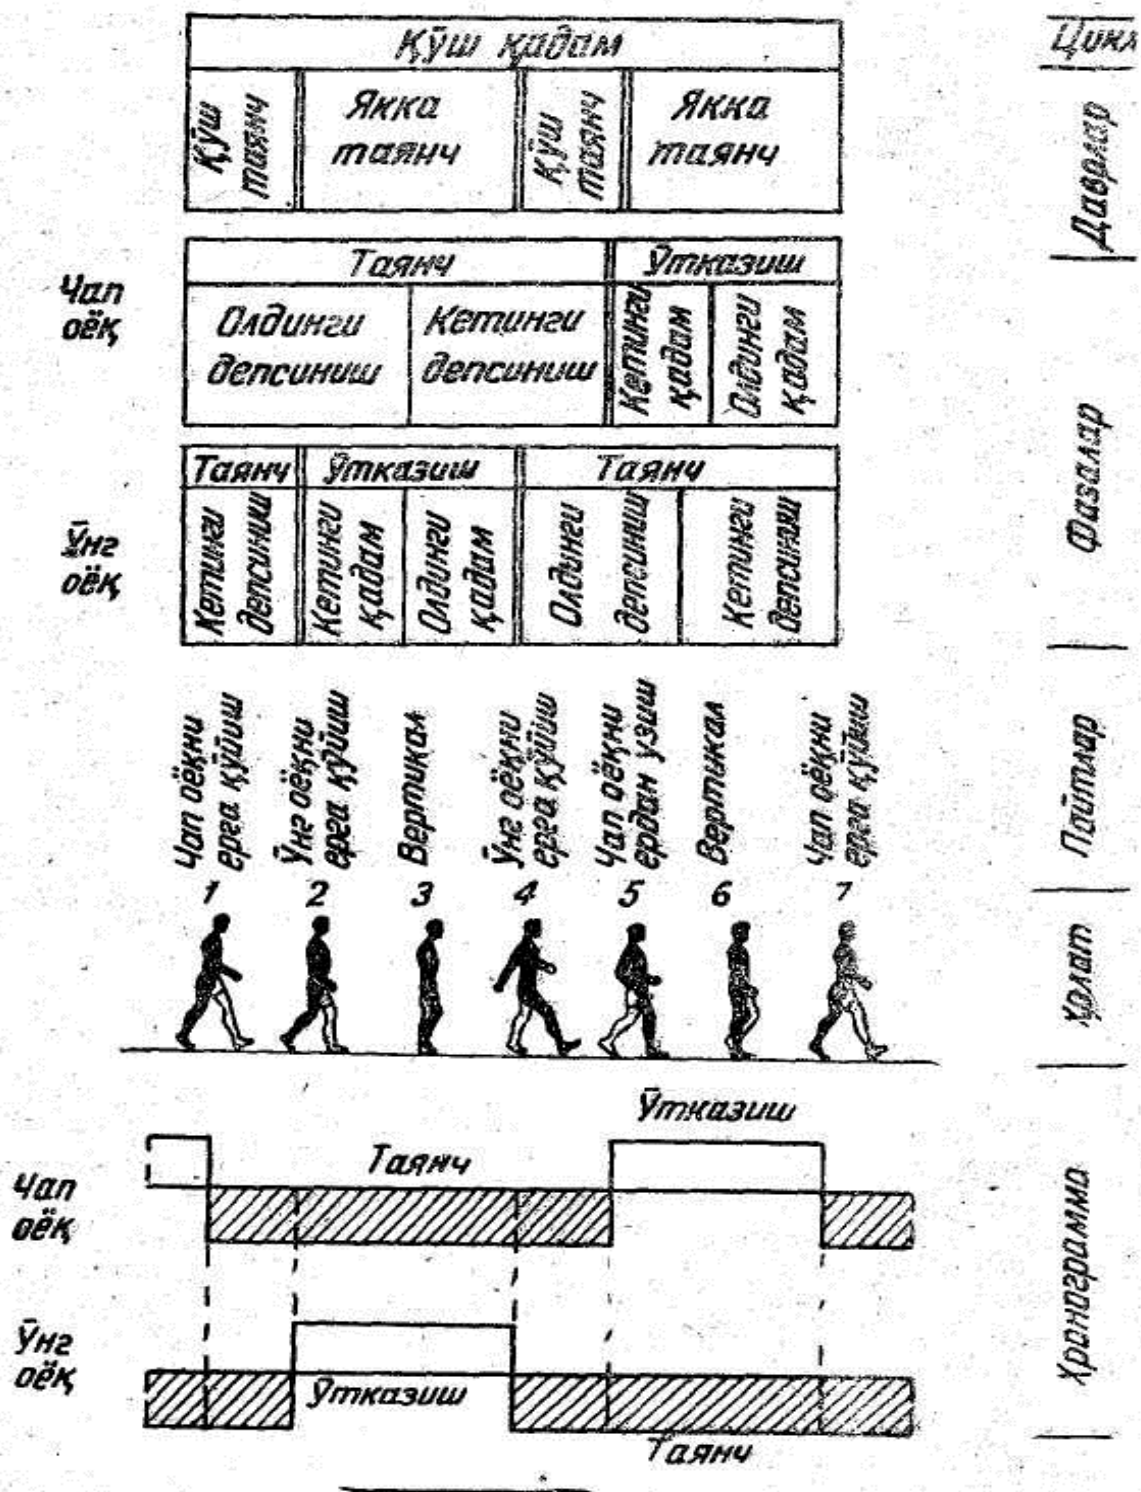 Қўш қадам
Цикл
Қўш таянч
Якка таянч
Қўш таянч
Якка таянч
Даврлар
Чап оёқ
Таянч
Ўтказиш
Олдинги депсиниш
Кетинги депсиниш
Кетинги қадам
Олдинги қадам
Фазалар
Ўнг оёқ
Таянч
Ўтказиш
Таянч
Кетинги депсиниш
Кетинги қадам
Олдинги қадам
Олдинги депсиниш
Кетинги депсиниш
Чап оёқни ерга қўйиш
Ўнг оёқни ерга қўйиш
Вертикал
Ўнг оёқни ерга қўйиш
Чап оёқни ердан узиш
Вертикал
Чап оёқни ерга қўйиш
Пайтлар
1 2 3 4 5 6 7
Ҳолат
Ўтказиш
Таянч
Чап оёқ
Хронограмма
Ўнг оёқ
Ўтказиш
Таянч